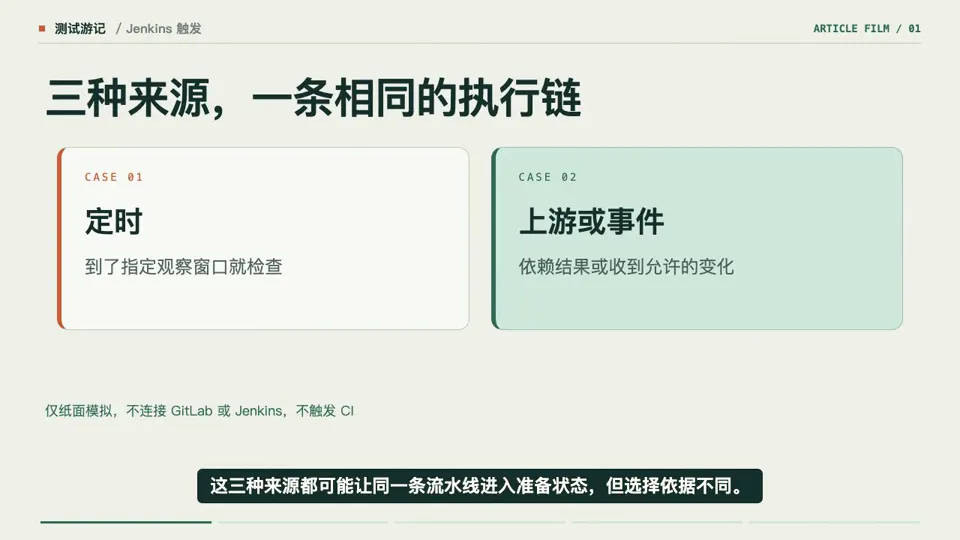 测试游记 / Jenkins 触发
ARTICLE FILM / 01
三种来源，一条相同的执行链
CASE 01
定时
到了指定观察窗口就检查
CASE 02
上游或事件
依赖结果或收到允许的变化
仅纸面模拟，不连接 GitLab 或 Jenkins，不触发 CI
这三种来源都可能让同一条流水线进入准备状态，但选择依据不同。